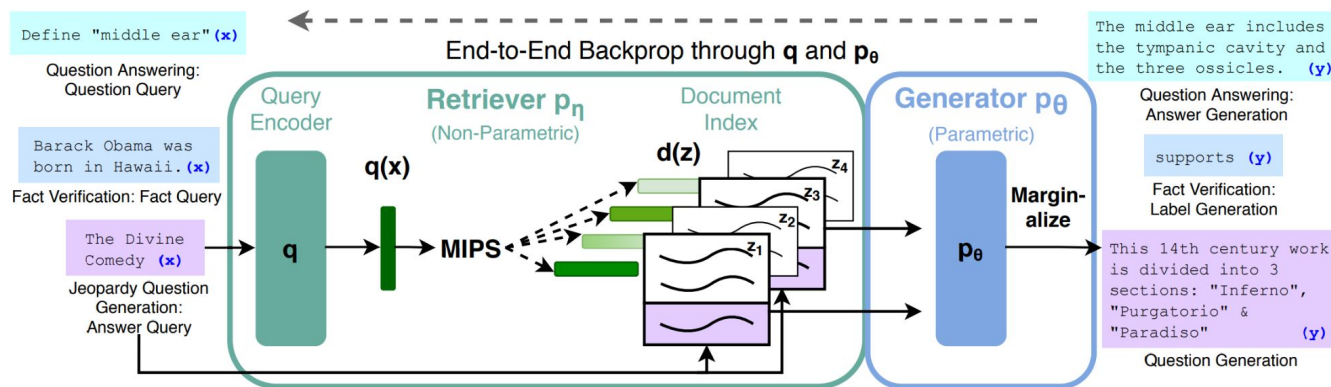 End-to-End Backprop through q and pθ
Define "middle ear"(x)
Question Answering:
Question Query
Barack Obama was
born in Hawaii.(x)
Fact Verification: Fact Query
The Divine
Comedy (x)
Jeopardy Question
Generation:
Answer Query
Query
Encoder
q
q(x)
Retriever pη
(Non-Parametric)
MIPS
Document
Index
d(z)
z4
z3
z2
z1
Generator pθ
(Parametric)
pθ
Margin-
alize
The middle ear includes
the tympanic cavity and
the three ossicles. (y)
Question Answering:
Answer Generation
supports (y)
Fact Verification:
Label Generation
This 14th century work
is divided into 3
sections: "Inferno",
"Purgatorio" &
"Paradiso" (y)
Question Generation